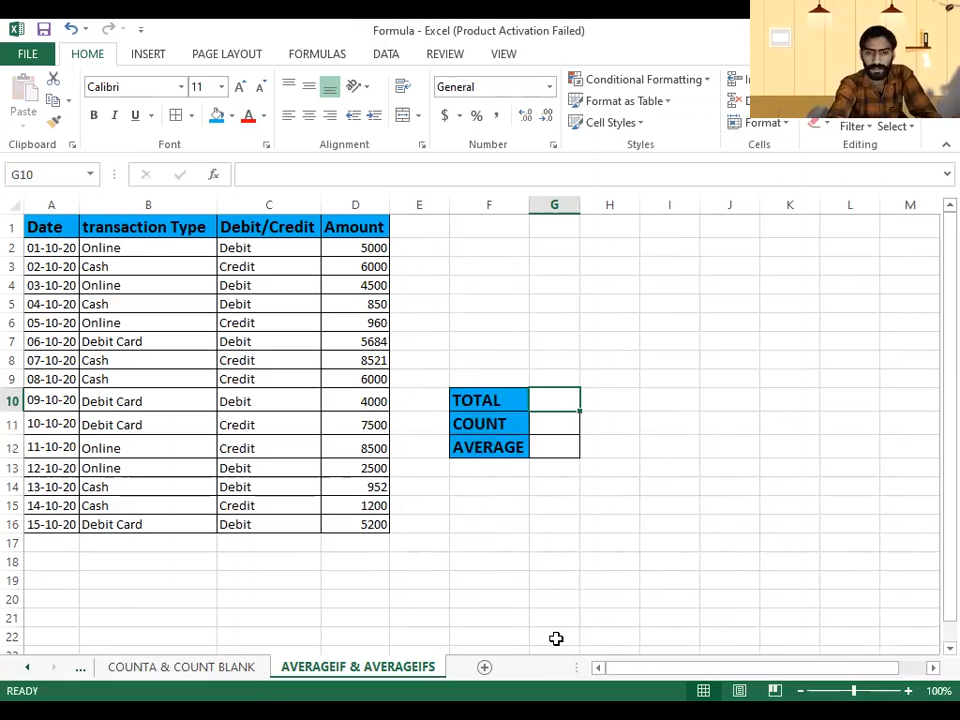 Formula - Excel (Product Activation Failed)
FILE HOME INSERT PAGE LAYOUT FORMULAS DATA REVIEW VIEW
Calibri 11 General Conditional Formatting
Format as Table
Paste B I U A $ % , Cell Styles Format Filter Select
Clipboard Font Alignment Number Styles Cells Editing
G10 fx
A B C D E F G H I J K L M
1 Date transaction Type Debit/Credit Amount
2 01-10-20 Online Debit 5000
3 02-10-20 Cash Credit 6000
4 03-10-20 Online Debit 4500
5 04-10-20 Cash Debit 850
6 05-10-20 Online Credit 960
7 06-10-20 Debit Card Debit 5684
8 07-10-20 Cash Credit 8521
9 08-10-20 Cash Credit 6000
10 09-10-20 Debit Card Debit 4000 TOTAL
11 10-10-20 Debit Card Credit 7500 COUNT
12 11-10-20 Online Credit 8500 AVERAGE
13 12-10-20 Online Debit 2500
14 13-10-20 Cash Debit 952
15 14-10-20 Cash Credit 1200
16 15-10-20 Debit Card Debit 5200
17
18
19
20
21
22
... COUNTA & COUNT BLANK AVERAGEIF & AVERAGEIFS
READY 100%